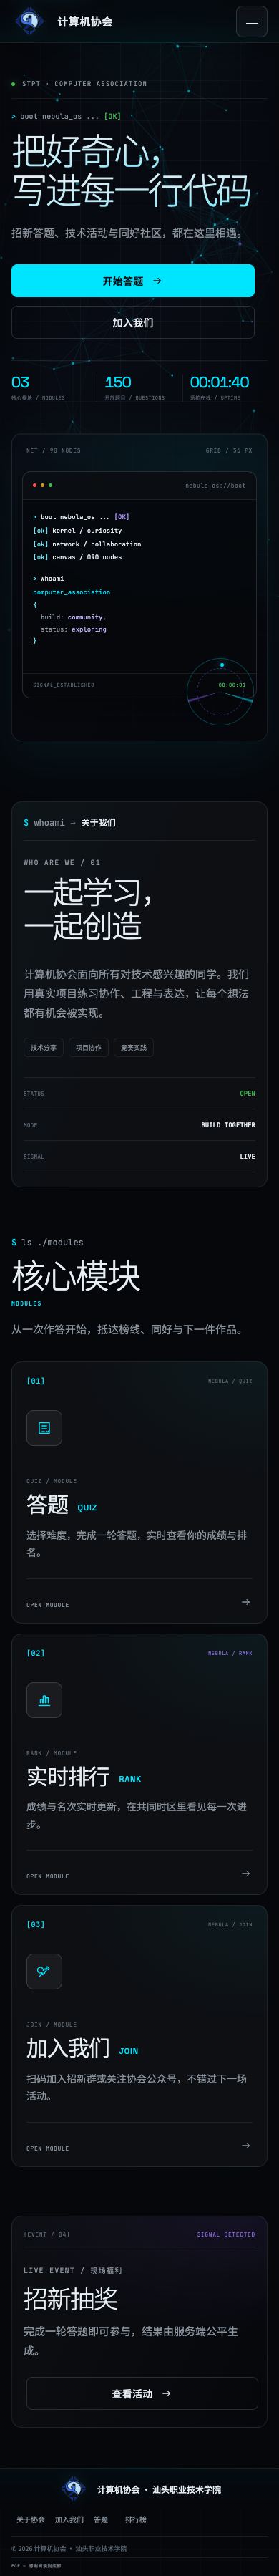 计算机协会
STPT · COMPUTER ASSOCIATION
> boot nebula_os ... [OK]
把好奇心，
写进每一行代码
招新答题、技术活动与同好社区，都在这里相遇。
开始答题 →
加入我们
03 150 00:01:40
核心模块 / MODULES 开放题目 / QUESTIONS 系统在线 / UPTIME
NET / 90 NODES GRID / 56 PX
nebula_os://boot
> boot nebula_os ... [OK]
[ok] kernel / curiosity
[ok] network / collaboration
[ok] canvas / 090 nodes
> whoami
computer_association
{
build: community,
status: exploring
}
SIGNAL_ESTABLISHED 00:00:01
$ whoami → 关于我们
WHO ARE WE / 01
一起学习，
一起创造
计算机协会面向所有对技术感兴趣的同学。我们
用真实项目练习协作、工程与表达，让每个想法
都有机会被实现。
技术分享 项目协作 竞赛实践
STATUS OPEN
MODE BUILD TOGETHER
SIGNAL LIVE
$ ls ./modules
核心模块
MODULES
从一次作答开始，抵达榜线、同好与下一件作品。
[01] NEBULA / QUIZ
QUIZ / MODULE
答题 QUIZ
选择难度，完成一轮答题，实时查看你的成绩与排
名。
OPEN MODULE →
[02] NEBULA / RANK
RANK / MODULE
实时排行 RANK
成绩与名次实时更新，在共同时区里看见每一次进
步。
OPEN MODULE →
[03] NEBULA / JOIN
JOIN / MODULE
加入我们 JOIN
扫码加入招新群或关注协会公众号，不错过下一场
活动。
OPEN MODULE →
[EVENT / 04] SIGNAL DETECTED
LIVE EVENT / 现场福利
招新抽奖
完成一轮答题即可参与，结果由服务端公平生
成。
查看活动 →
计算机协会 · 汕头职业技术学院
关于协会 加入我们 答题 排行榜
© 2026 计算机协会 · 汕头职业技术学院